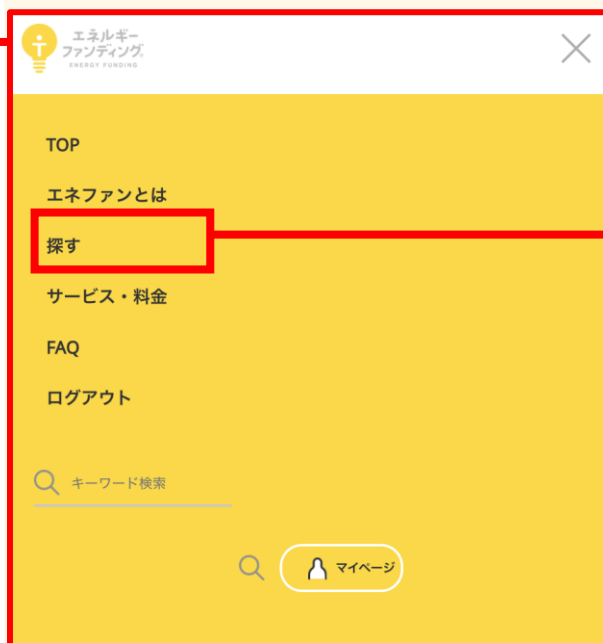 エネルギー
ファンディング
ENERGY FUNDING
TOP
エネファンとは
探す
サービス・料金
FAQ
ログアウト
キーワード検索
マイページ